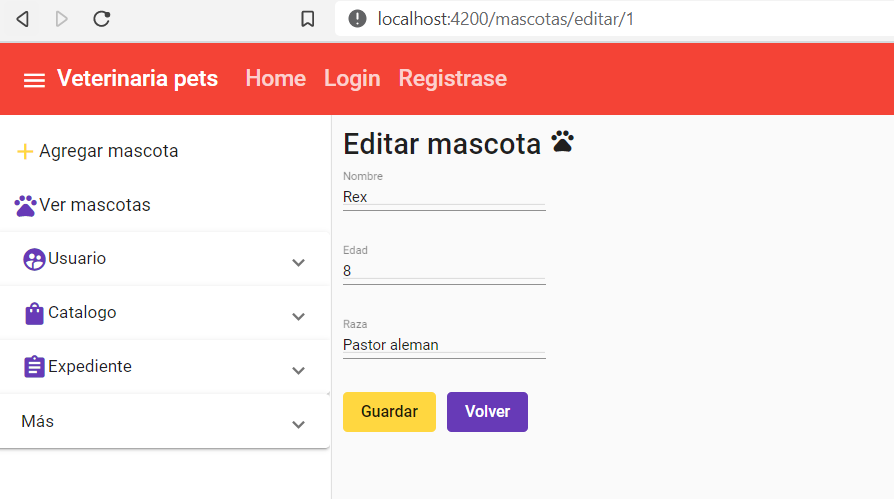 localhost:4200/mascotas/editar/1
Veterinaria pets Home Login Registrase
Agregar mascota
Ver mascotas
Usuario
Catalogo
Expediente
Más
Editar mascota
Nombre
Rex
Edad
8
Raza
Pastor aleman
Guardar Volver